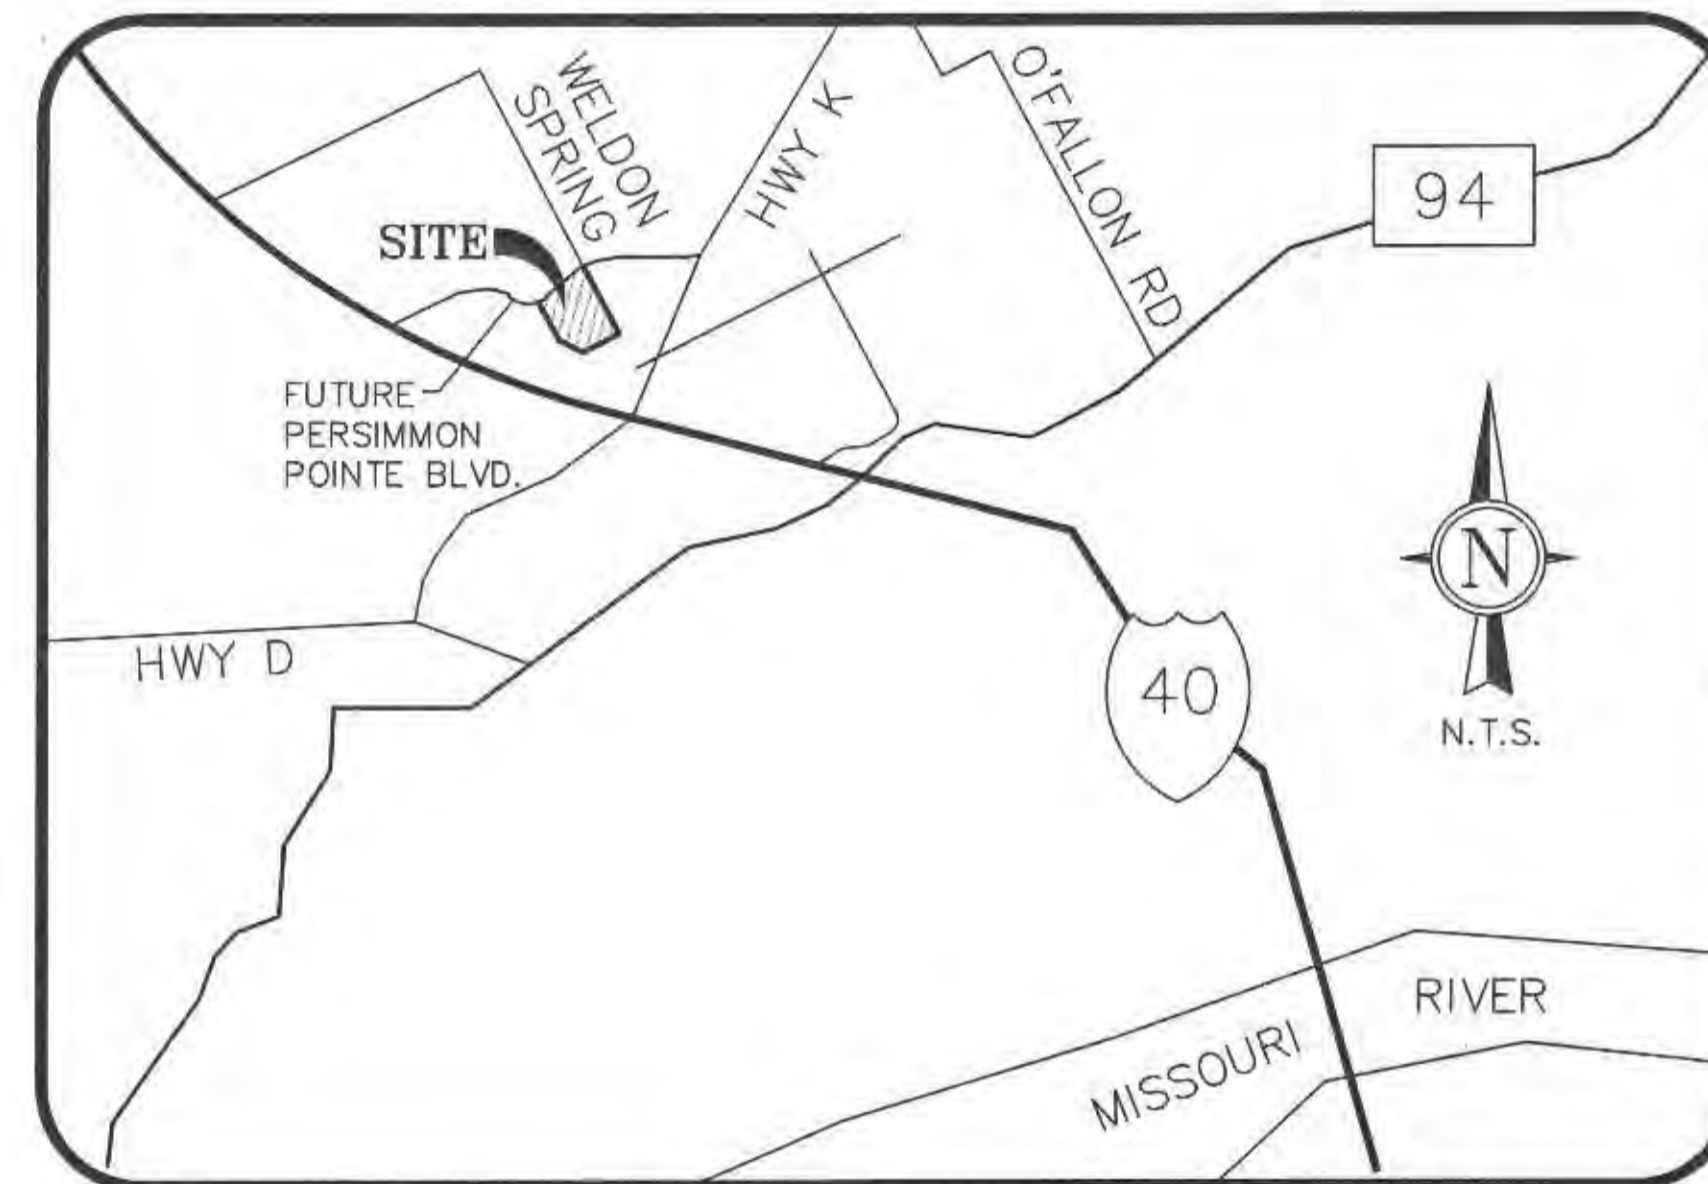 WELDON
SPRING
HWY K
O'FALLON RD
94
SITE
FUTURE
PERSIMMON
POINTE BLVD.
N
N.T.S.
HWY D
40
RIVER
MISSOURI